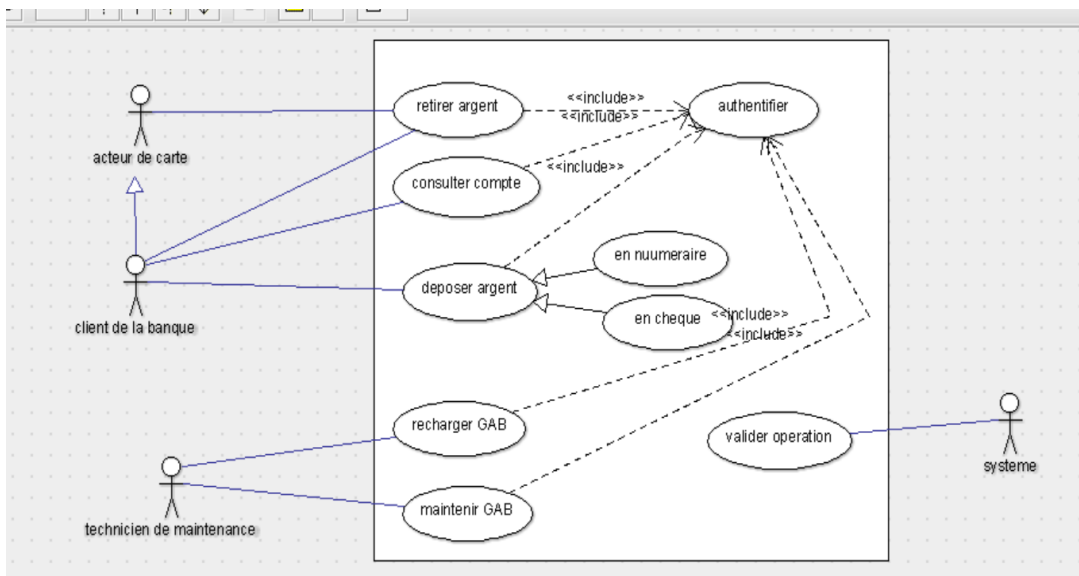 retirer argent
<<include>>
<<include>>
authentifier
acteur de carte
consulter compte
<<include>>
en nuumeraire
deposer argent
client de la banque
en cheque
<<include>>
<<include>>
recharger GAB
valider operation
systeme
maintenir GAB
technicien de maintenance